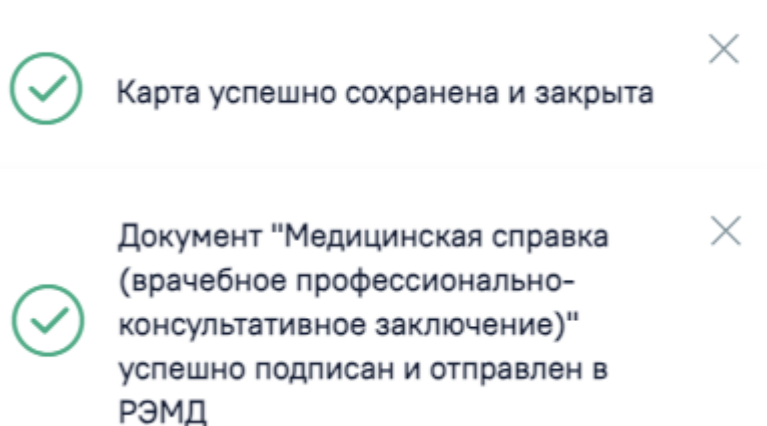 Карта успешно сохранена и закрыта
Документ "Медицинская справка
(врачебное профессионально-
консультативное заключение)"
успешно подписан и отправлен в
РЭМД